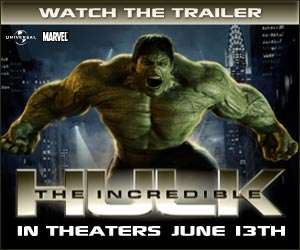 WATCH THE TRAILER
UNIVERSAL MARVEL
THE INCREDIBLE
HULK
IN THEATERS JUNE 13TH